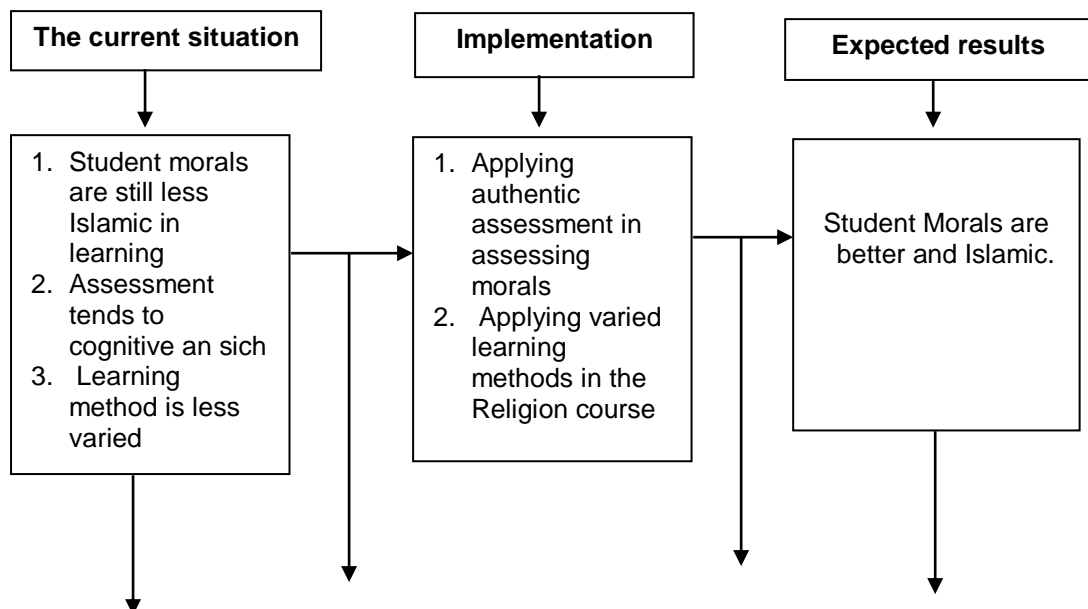 The current situation
Implementation
Expected results
1. Student morals
are still less
Islamic in
learning
2. Assessment
tends to
cognitive an sich
3. Learning
method is less
varied
1. Applying
authentic
assessment in
assessing
morals
2. Applying varied
learning
methods in the
Religion course
Student Morals are
better and Islamic.